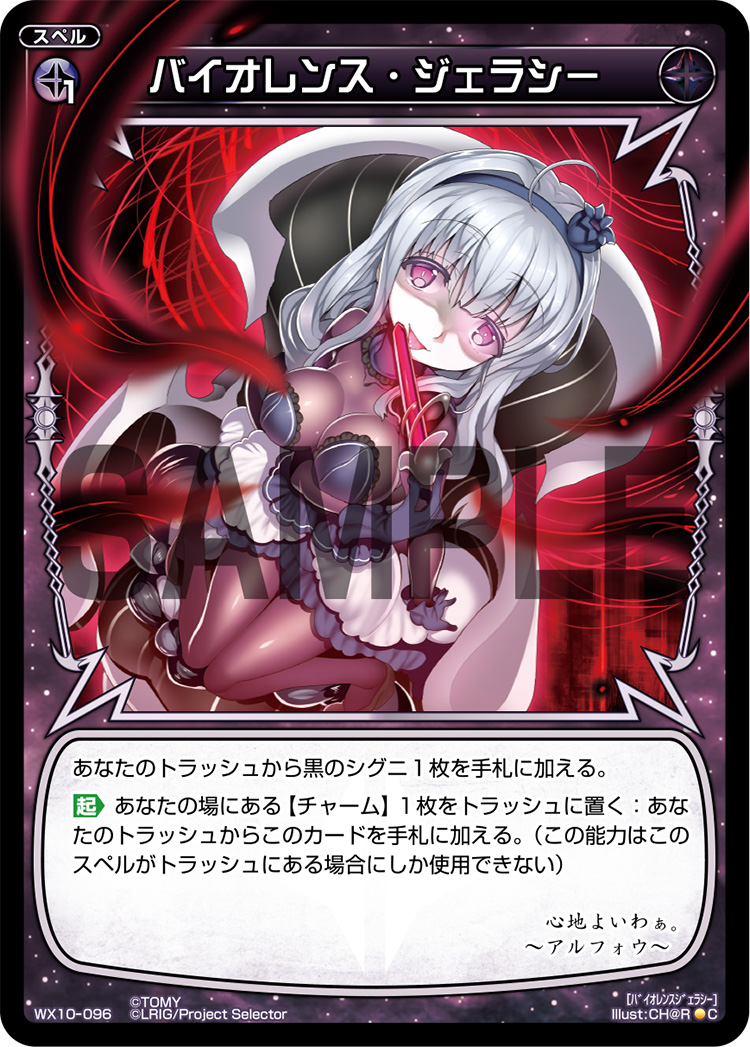 スペル
1
バイオレンス・ジェラシー
SAMPLE
あなたのトラッシュから黒のシグニ1枚を手札に加える。
起 あなたの場にある【チャーム】1枚をトラッシュに置く：あな
たのトラッシュからこのカードを手札に加える。（この能力はこの
スペルがトラッシュにある場合にしか使用できない）
心地よいわぁ。
～アルフォウ～
WX10-096
©TOMY
©LRIG/Project Selector
[バイオレンスジェラシー]
Illust:CH@R C